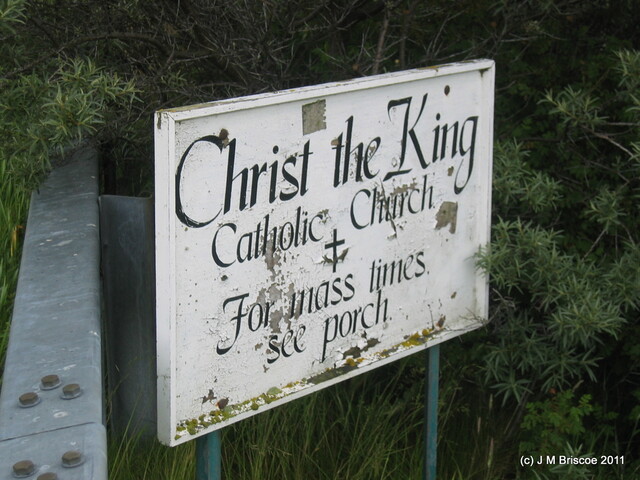 Christ the King
Catholic Church
For mass times
see porch
(c) J M Briscoe 2011